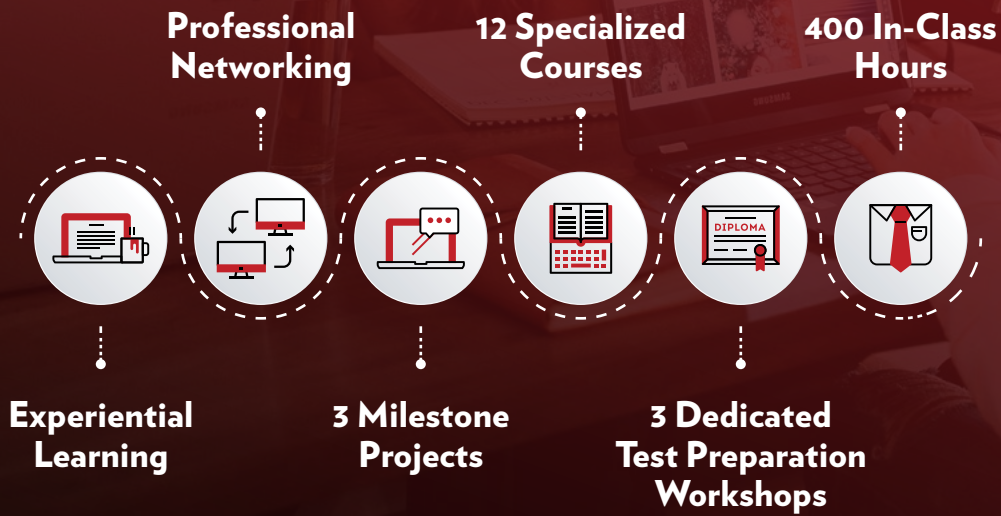 Professional
Networking
12 Specialized
Courses
400 In-Class
Hours
DIPLOMA
Experiential
Learning
3 Milestone
Projects
3 Dedicated
Test Preparation
Workshops